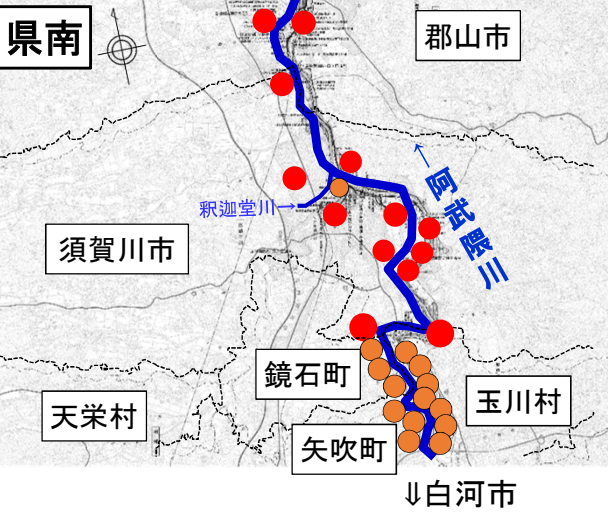 県南
郡山市
←阿武隈川
釈迦堂川→
須賀川市
鏡石町
天栄村
玉川村
矢吹町
⇓白河市